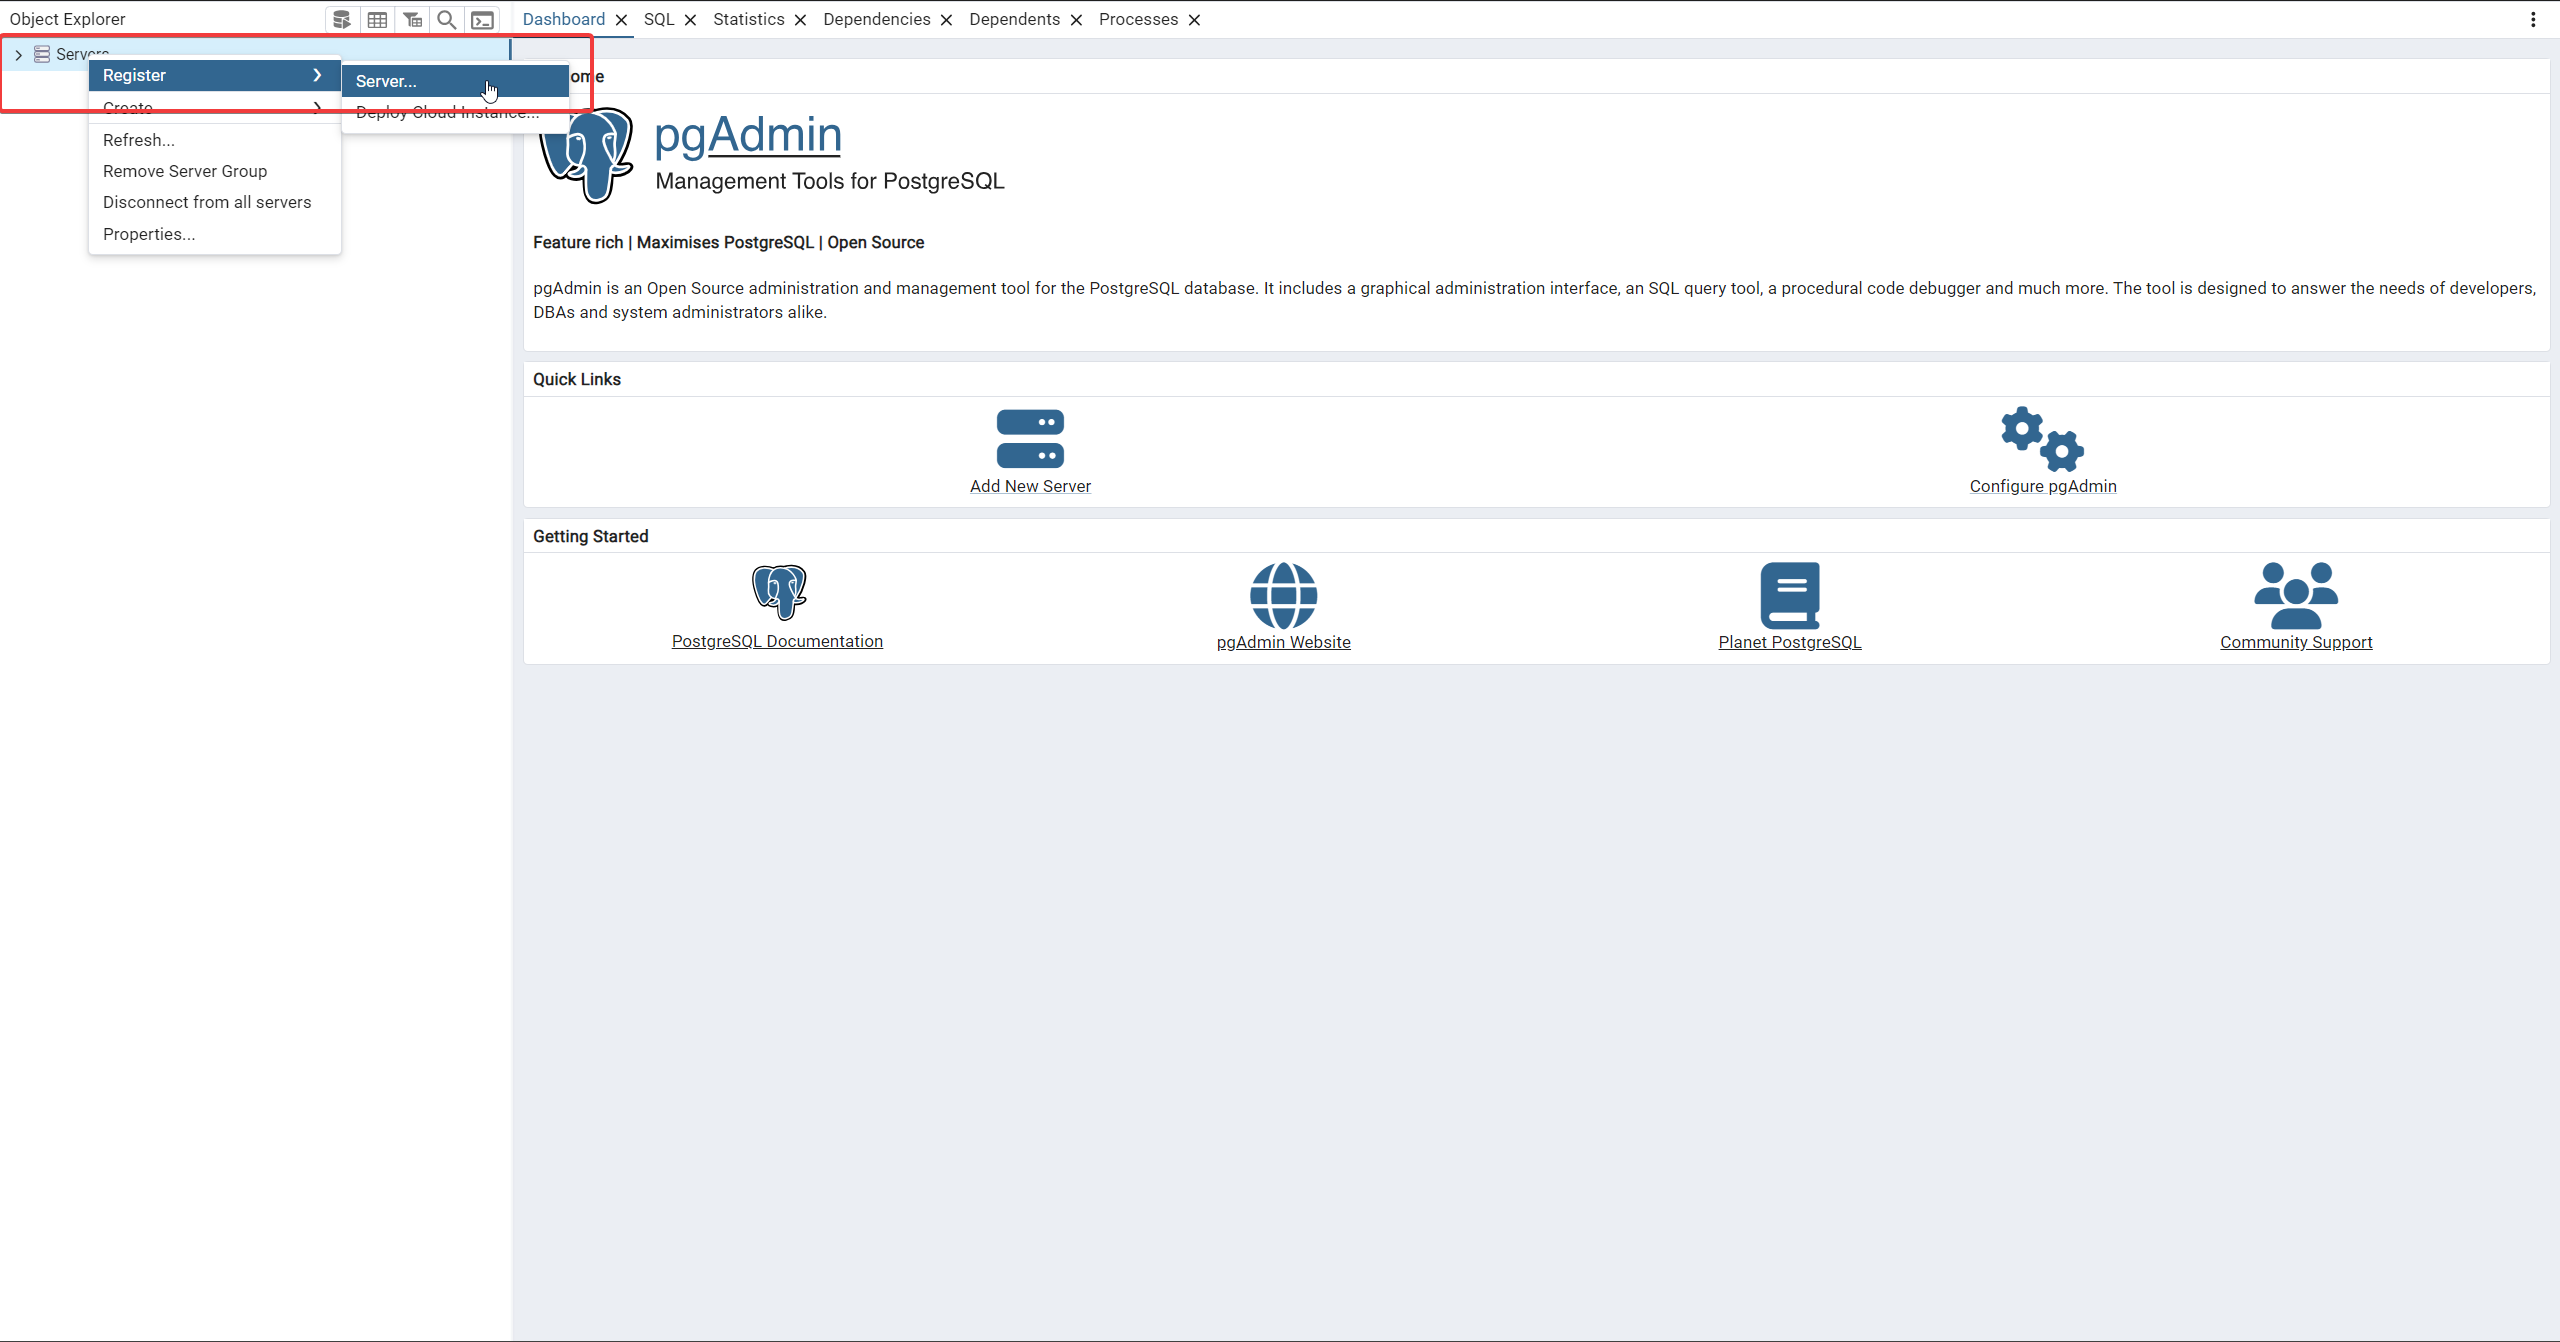 Object Explorer
Dashboard SQL Statistics Dependencies Dependents Processes
Servers
Register
Server...
Create
Deploy Cloud Instance...
Refresh...
Remove Server Group
Disconnect from all servers
Properties...
ome
pgAdmin
Management Tools for PostgreSQL
Feature rich | Maximises PostgreSQL | Open Source
pgAdmin is an Open Source administration and management tool for the PostgreSQL database. It includes a graphical administration interface, an SQL query tool, a procedural code debugger and much more. The tool is designed to answer the needs of developers,
DBAs and system administrators alike.
Quick Links
Add New Server
Configure pgAdmin
Getting Started
PostgreSQL Documentation
pgAdmin Website
Planet PostgreSQL
Community Support